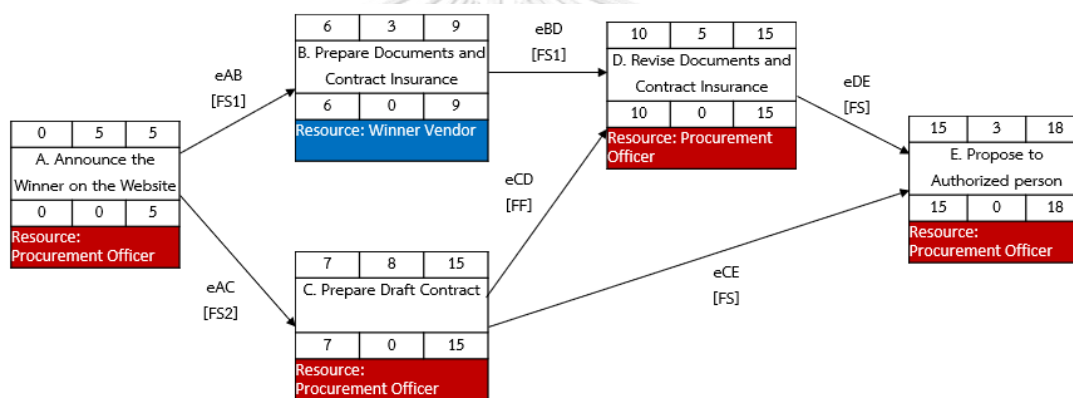 0 5 5
A. Announce the
Winner on the Website
0 0 5
Resource:
Procurement Officer
eAB
[FS1]
eAC
[FS2]
6 3 9
B. Prepare Documents and
Contract Insurance
6 0 9
Resource: Winner Vendor
7 8 15
C. Prepare Draft Contract
7 0 15
Resource:
Procurement Officer
eBD
[FS1]
eCD
[FF]
10 5 15
D. Revise Documents and
Contract Insurance
10 0 15
Resource: Procurement
Officer
eDE
[FS]
eCE
[FS]
15 3 18
E. Propose to
Authorized person
15 0 18
Resource:
Procurement Officer